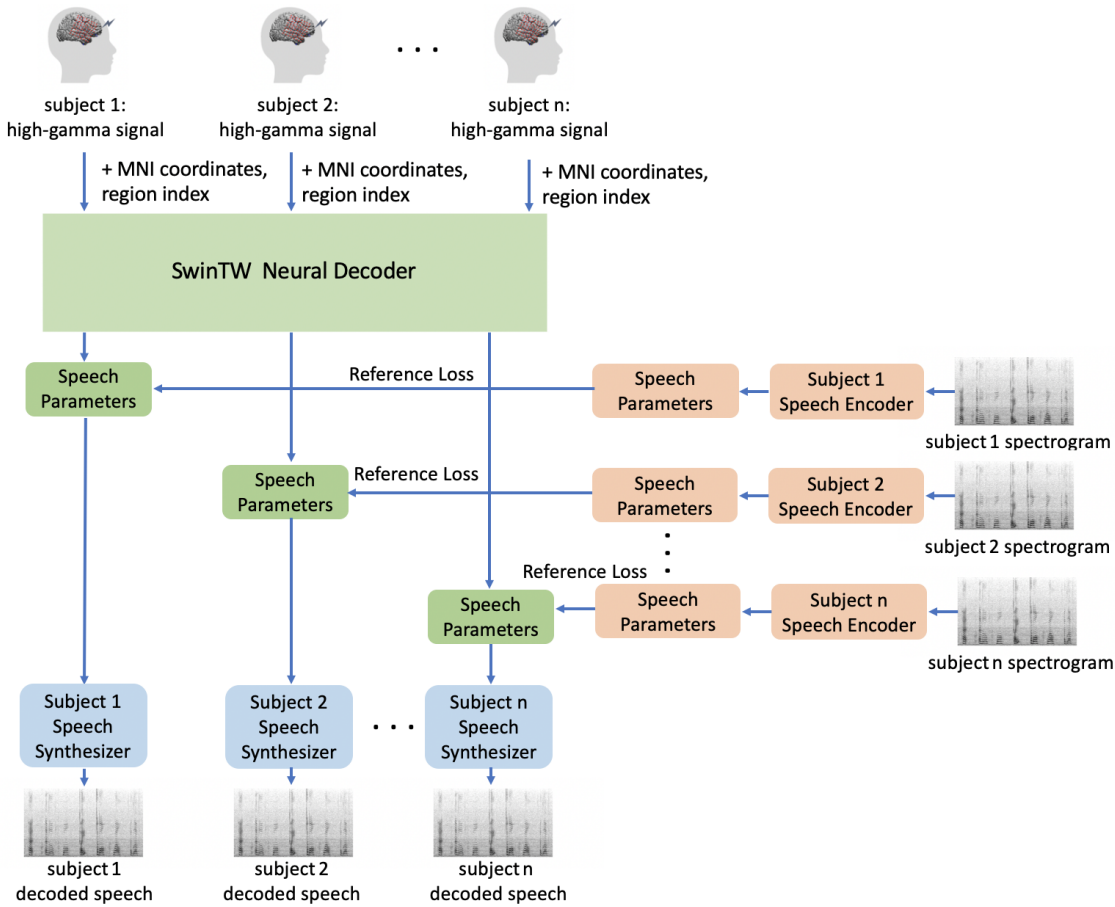 subject 1:
high-gamma signal
subject 2:
high-gamma signal
. . .
subject n:
high-gamma signal
+ MNI coordinates,
region index
+ MNI coordinates,
region index
+ MNI coordinates,
region index
SwinTW Neural Decoder
Speech
Parameters
Reference Loss
Speech
Parameters
Subject 1
Speech Encoder
subject 1 spectrogram
Speech
Parameters
Reference Loss
Speech
Parameters
Subject 2
Speech Encoder
subject 2 spectrogram
Speech
Parameters
Reference Loss
Speech
Parameters
Subject n
Speech Encoder
subject n spectrogram
Subject 1
Speech
Synthesizer
Subject 2
Speech
Synthesizer
. . .
Subject n
Speech
Synthesizer
subject 1
decoded speech
subject 2
decoded speech
subject n
decoded speech